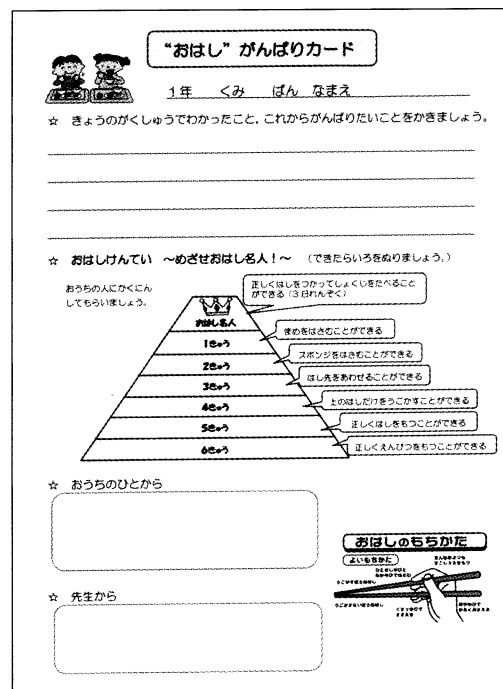 “おはし”がんばりカード
1年 くみ ばん なまえ
☆ きょうのがくしゅうでわかったこと，これからがんばりたいことをかきましょう。
☆ おはしけんてい ～めざせおはし名人！～ （できたらいろをぬりましょう。）
おうちの人にかくにん
してもらいましょう。
正しくはしをつかってしょくじをたべること
ができる（3日れんぞく）
おはし名人
まめをはさむことができる
1きゅう
スポンジをはさむことができる
2きゅう
はし先をあわせることができる
3きゅう
上のはしだけをうごかすことができる
4きゅう
正しくはしをもつことができる
5きゅう
正しくえんぴつをもつことができる
6きゅう
☆ おうちのひとから
おはしのもちかた
よいもちかた
☆ 先生から